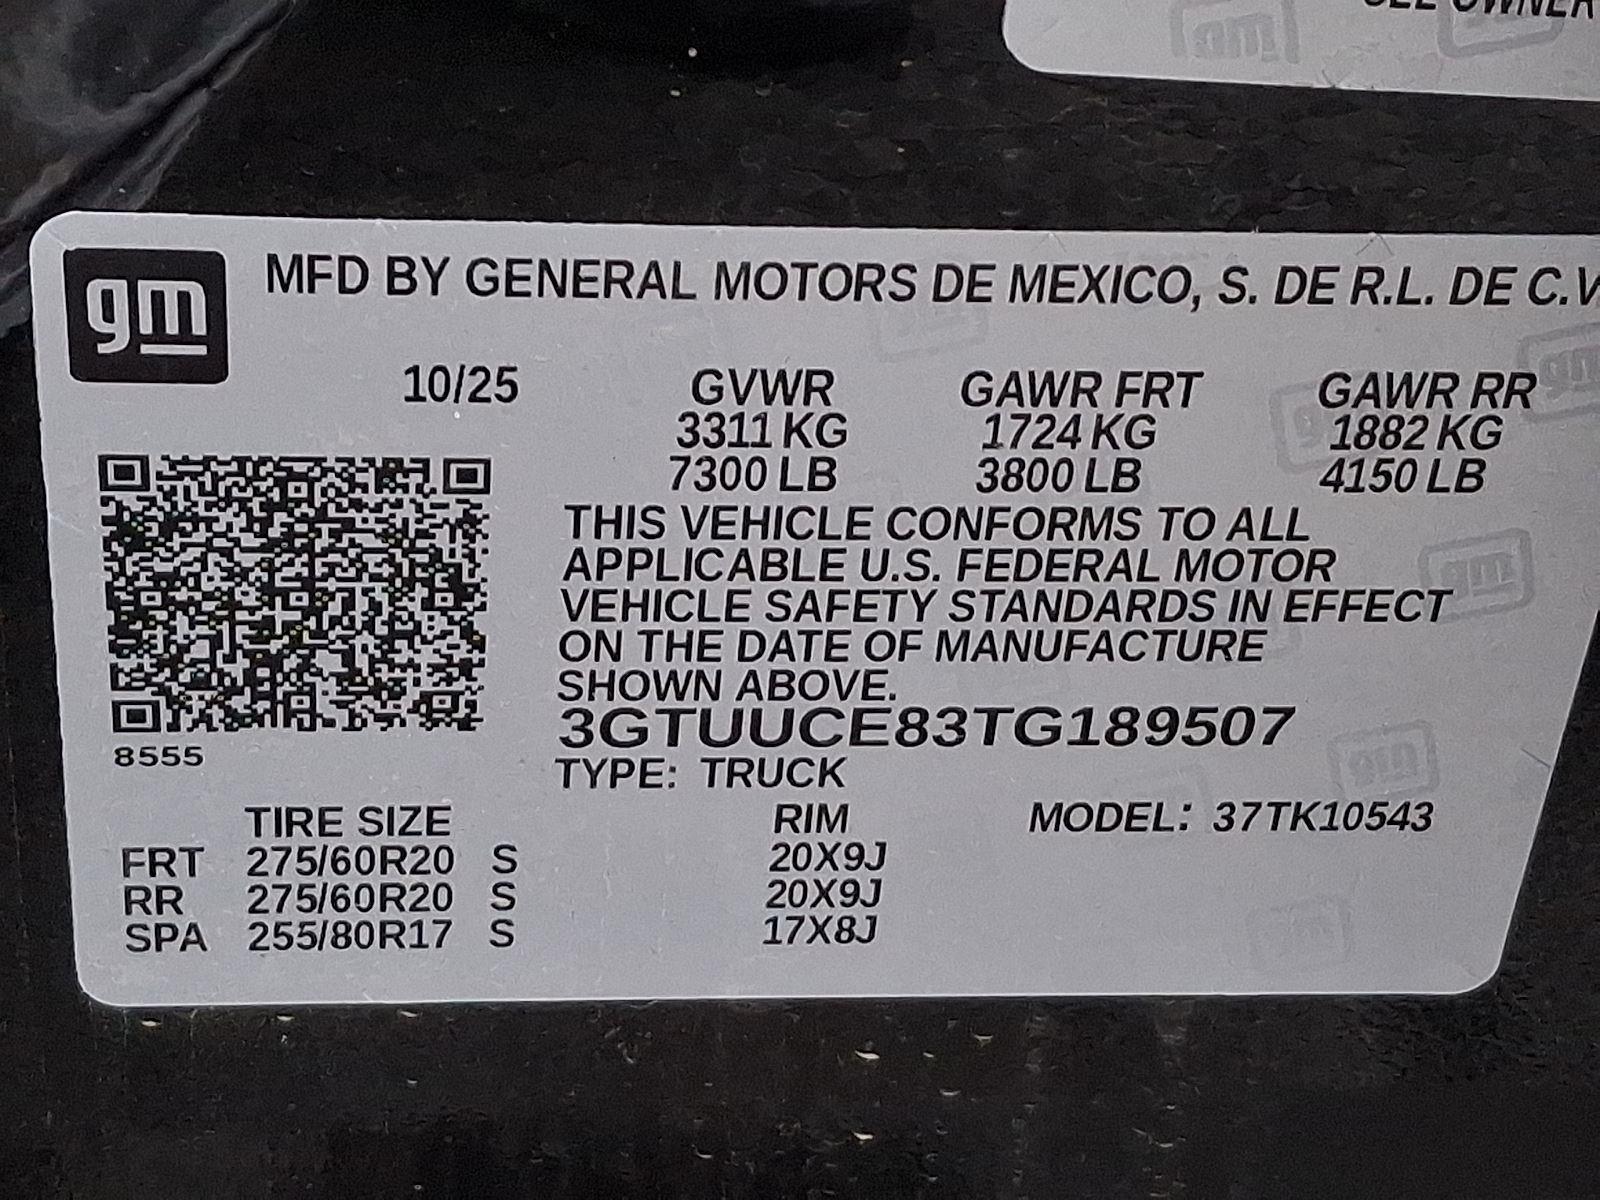 SEE OWNER
gm
MFD BY GENERAL MOTORS DE MEXICO, S. DE R.L. DE C.V
10/25 GVWR GAWR FRT GAWR RR
3311 KG 1724 KG 1882 KG
7300 LB 3800 LB 4150 LB
THIS VEHICLE CONFORMS TO ALL
APPLICABLE U.S. FEDERAL MOTOR
VEHICLE SAFETY STANDARDS IN EFFECT
ON THE DATE OF MANUFACTURE
SHOWN ABOVE.
3GTUUCE83TG189507
8555
TYPE: TRUCK
TIRE SIZE RIM MODEL: 37TK10543
FRT 275/60R20 S 20X9J
RR 275/60R20 S 20X9J
SPA 255/80R17 S 17X8J